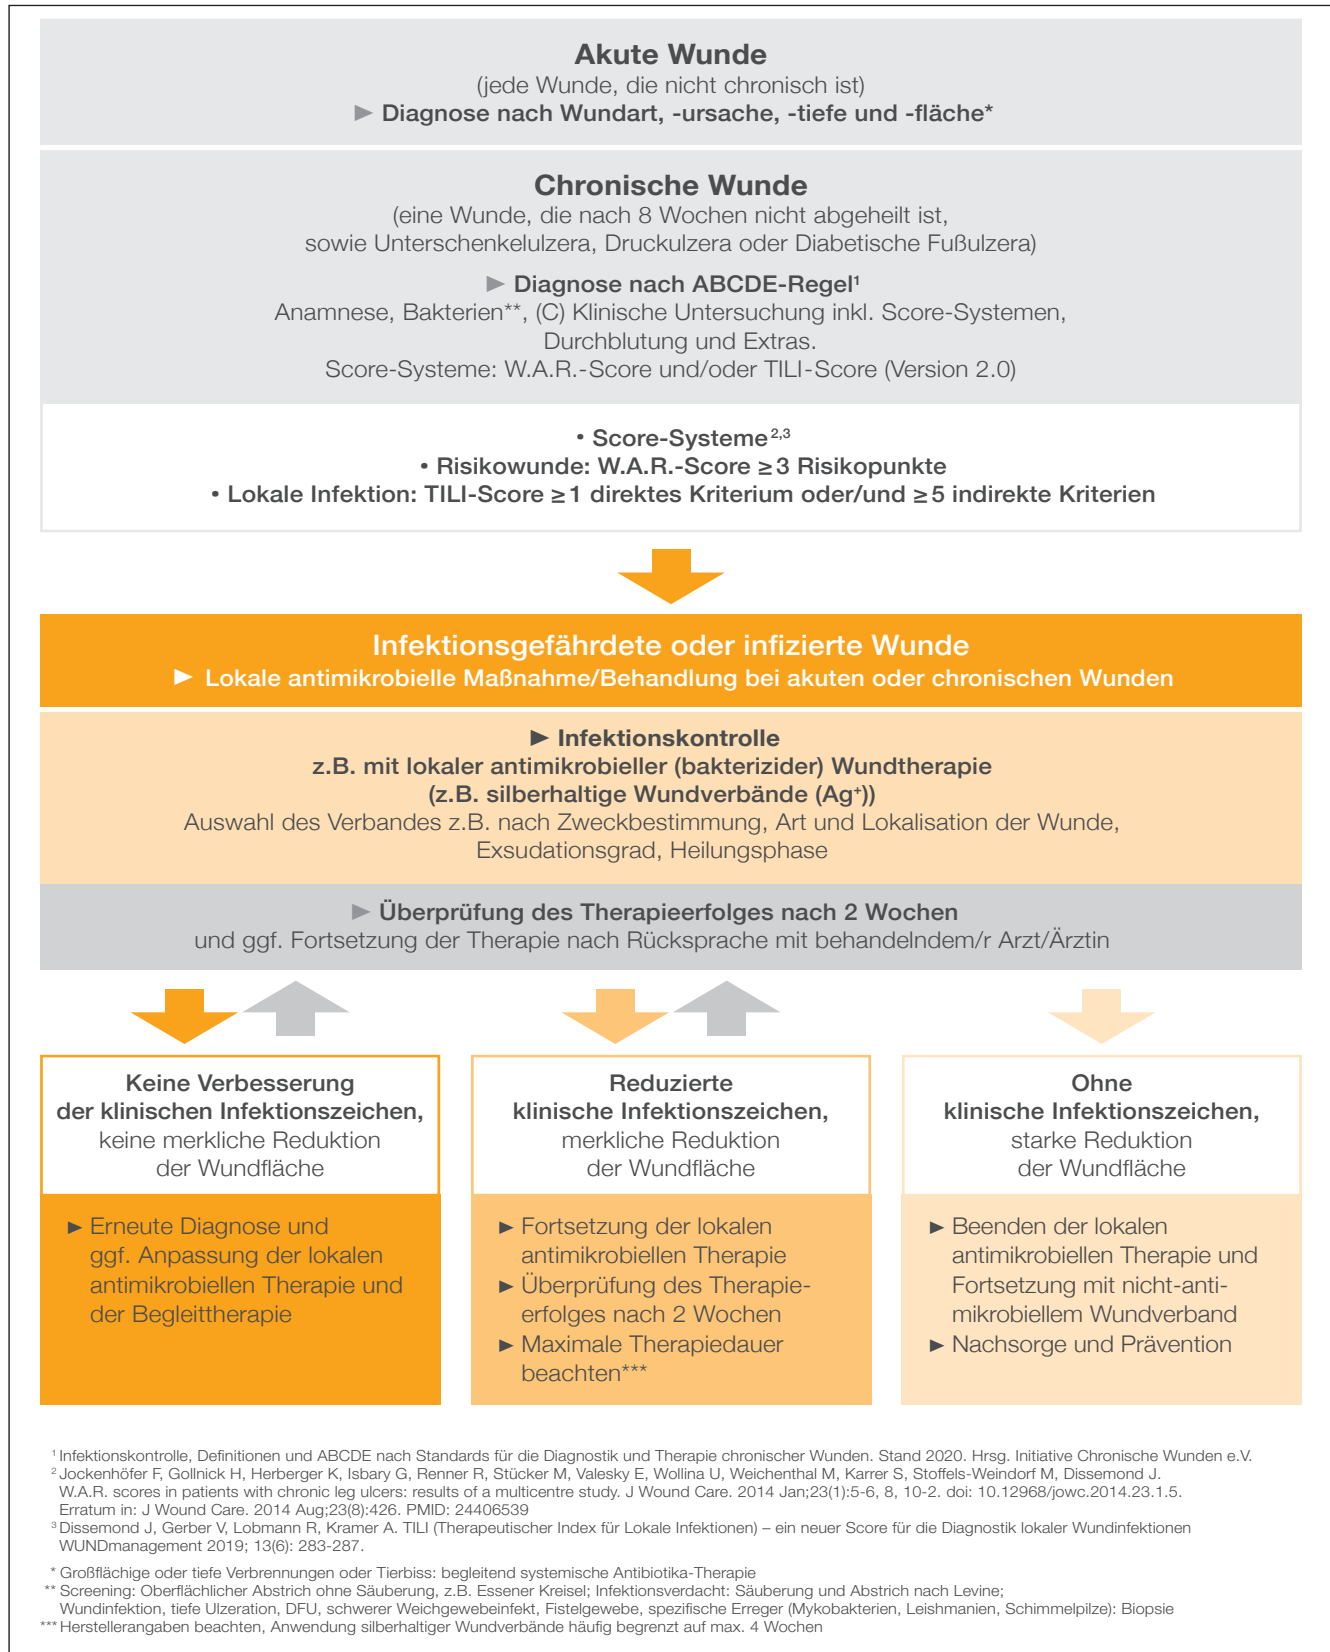 Akute Wunde
(jede Wunde, die nicht chronisch ist)
► Diagnose nach Wundart, -ursache, -tiefe und -fläche*
Chronische Wunde
(eine Wunde, die nach 8 Wochen nicht abgeheilt ist,
sowie Unterschenkelulzera, Druckulzera oder Diabetische Fußulzera)
► Diagnose nach ABCDE-Regel¹
Anamnese, Bakterien**, (C) Klinische Untersuchung inkl. Score-Systemen,
Durchblutung und Extras.
Score-Systeme: W.A.R.-Score und/oder TILI-Score (Version 2.0)
• Score-Systeme²,³
• Risikowunde: W.A.R.-Score ≥ 3 Risikopunkte
• Lokale Infektion: TILI-Score ≥ 1 direktes Kriterium oder/und ≥ 5 indirekte Kriterien
Infektionsgefährdete oder infizierte Wunde
► Lokale antimikrobielle Maßnahme/Behandlung bei akuten oder chronischen Wunden
► Infektionskontrolle
z.B. mit lokaler antimikrobieller (bakterizider) Wundtherapie
(z.B. silberhaltige Wundverbände (Ag⁺))
Auswahl des Verbandes z.B. nach Zweckbestimmung, Art und Lokalisation der Wunde,
Exsudationsgrad, Heilungsphase
► Überprüfung des Therapieerfolges nach 2 Wochen
und ggf. Fortsetzung der Therapie nach Rücksprache mit behandelndem/r Arzt/Ärztin
Keine Verbesserung
der klinischen Infektionszeichen,
keine merkliche Reduktion
der Wundfläche
► Erneute Diagnose und
ggf. Anpassung der lokalen
antimikrobiellen Therapie und
der Begleittherapie
Reduzierte
klinische Infektionszeichen,
merkliche Reduktion
der Wundfläche
► Fortsetzung der lokalen
antimikrobiellen Therapie
► Überprüfung des Therapie-
erfolges nach 2 Wochen
► Maximale Therapiedauer
beachten***
Ohne
klinische Infektionszeichen,
starke Reduktion
der Wundfläche
► Beenden der lokalen
antimikrobiellen Therapie und
Fortsetzung mit nicht-anti-
mikrobiellem Wundverband
► Nachsorge und Prävention
¹ Infektionskontrolle, Definitionen und ABCDE nach Standards für die Diagnostik und Therapie chronischer Wunden. Stand 2020. Hrsg. Initiative Chronische Wunden e.V.
² Jockenhöfer F, Gollnick H, Herberger K, Isbary G, Renner R, Stücker M, Valesky E, Wollina U, Weichenthal M, Karrer S, Stoffels-Weindorf M, Dissemond J.
W.A.R. scores in patients with chronic leg ulcers: results of a multicentre study. J Wound Care. 2014 Jan;23(1):5-6, 8, 10-2. doi: 10.12968/jowc.2014.23.1.5.
Erratum in: J Wound Care. 2014 Aug;23(8):426. PMID: 24406539
³ Dissemond J, Gerber V, Lobmann R, Kramer A. TILI (Therapeutischer Index für Lokale Infektionen) – ein neuer Score für die Diagnostik lokaler Wundinfektionen
WUNDmanagement 2019; 13(6): 283-287.
* Großflächige oder tiefe Verbrennungen oder Tierbiss: begleitend systemische Antibiotika-Therapie
** Screening: Oberflächlicher Abstrich ohne Säuberung, z.B. Essener Kreisel; Infektionsverdacht: Säuberung und Abstrich nach Levine;
Wundinfektion, tiefe Ulzeration, DFU, schwerer Weichgewebeinfekt, Fistelgewebe, spezifische Erreger (Mykobakterien, Leishmanien, Schimmelpilze): Biopsie
*** Herstellerangaben beachten, Anwendung silberhaltiger Wundverbände häufig begrenzt auf max. 4 Wochen